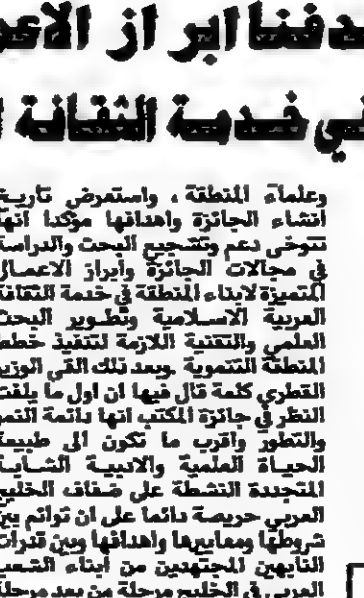 هدفنا ابراز الاعم
في خدمة الثقافة ا
وعلماء المنطقة ، واستعرض تاريخ
انشاء الجائزة واهدافها مؤكدا انها
تتوخى دعم وتشجيع البحث والدراسة
في مجالات الجائزة وأبراز الاعمال
المتميزة لابناء المنطقة في خدمة الثقافة
العربية الاسلامية وتطوير البحث
العلمي والتقنية اللازمة لتنفيذ خطط
المنطقة التنموية .وبعد ذلك القى الوزير
القطري كلمة قال فيها ان اول ما يلفت
النظر في جائزة المكتب انها دائمة النمو
والتطور واقرب ما تكون الى طبيعة
الحياة العلمية والادبية الشابة
المتجددة النشطة على ضفاف الخليج
العربي حريصة دائما على ان توائم بين
شروطها ومعاييرها واهدافها وبين قدرات
النابهين المجتهدين من ابناء الشعب
العربي في الخليج مرحلة من بعد مرحلة